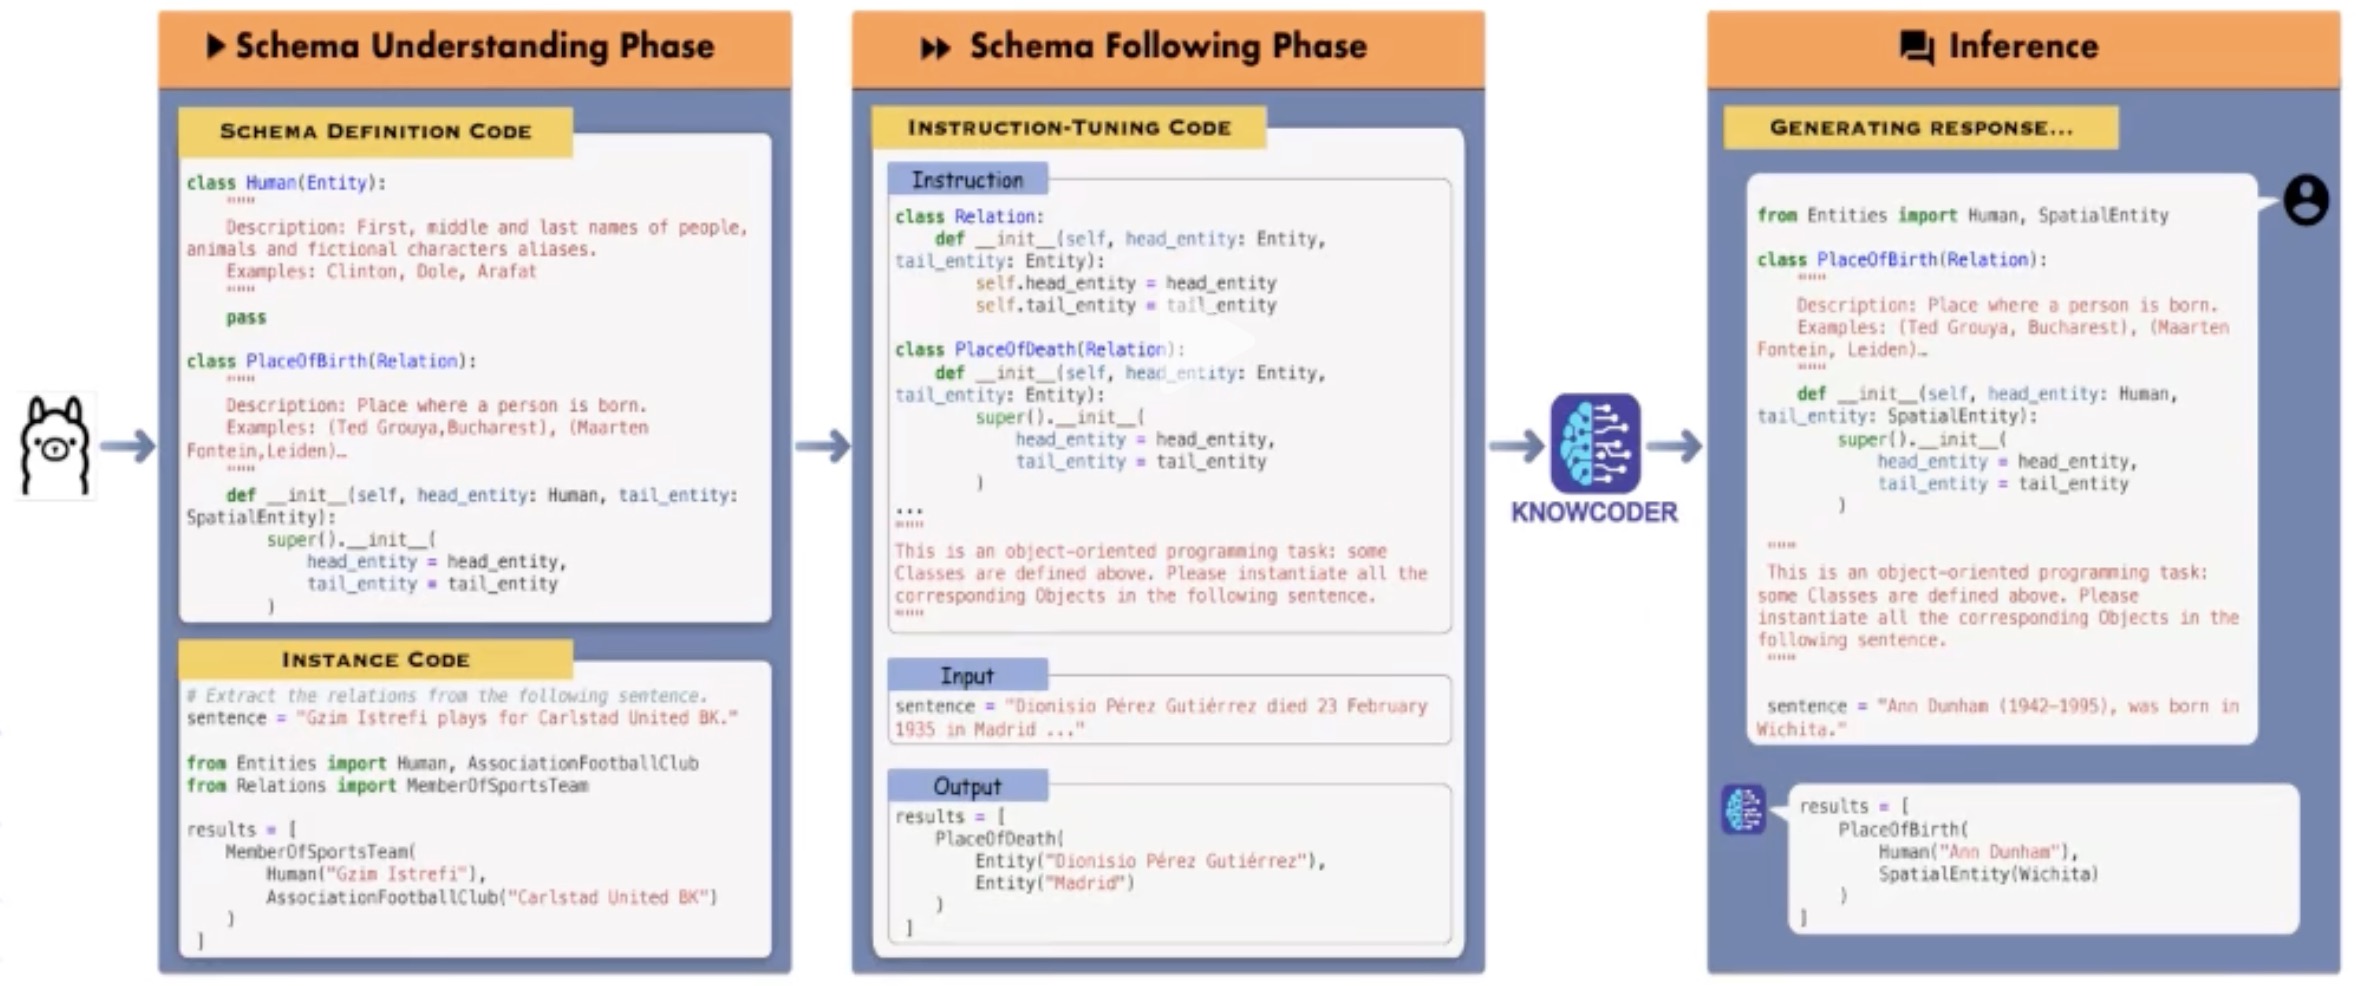 Schema Understanding Phase
SCHEMA DEFINITION CODE
class Human(Entity):
    """
    Description: First, middle and last names of people,
animals and fictional characters aliases.
    Examples: Clinton, Dole, Arafat
    """
    pass
class PlaceOfBirth(Relation):
    """
    Description: Place where a person is born.
    Examples: (Ted Grouya,Bucharest), (Maarten
Fontein,Leiden)…
    """
    def __init__(self, head_entity: Human, tail_entity:
SpatialEntity):
        super().__init__(
            head_entity = head_entity,
            tail_entity = tail_entity
        )
INSTANCE CODE
# Extract the relations from the following sentence.
sentence = "Gzim Istrefi plays for Carlstad United BK."
from Entities import Human, AssociationFootballClub
from Relations import MemberOfSportsTeam
results = [
    MemberOfSportsTeam(
        Human("Gzim Istrefi"),
        AssociationFootballClub("Carlstad United BK")
    )
]
Schema Following Phase
INSTRUCTION-TUNING CODE
Instruction
class Relation:
    def __init__(self, head_entity: Entity,
tail_entity: Entity):
        self.head_entity = head_entity
        self.tail_entity = tail_entity
class PlaceOfDeath(Relation):
    def __init__(self, head_entity: Entity,
tail_entity: Entity):
        super().__init__(
            head_entity = head_entity,
            tail_entity = tail_entity
        )
...
"""
This is an object-oriented programming task: some
Classes are defined above. Please instantiate all the
corresponding Objects in the following sentence.
"""
Input
sentence = "Dionisio Pérez Gutiérrez died 23 February
1935 in Madrid ..."
Output
results = [
    PlaceOfDeath(
        Entity("Dionisio Pérez Gutiérrez"),
        Entity("Madrid")
    )
]
KNOWCODER
Inference
GENERATING RESPONSE...
from Entities import Human, SpatialEntity
class PlaceOfBirth(Relation):
    """
    Description: Place where a person is born.
    Examples: (Ted Grouya, Bucharest), (Maarten
Fontein, Leiden)…
    """
    def __init__(self, head_entity: Human,
tail_entity: SpatialEntity):
        super().__init__(
            head_entity = head_entity,
            tail_entity = tail_entity
        )
"""
This is an object-oriented programming task:
some Classes are defined above. Please
instantiate all the corresponding Objects in the
following sentence.
"""
sentence = "Ann Dunham (1942–1995), was born in
Wichita."
results = [
    PlaceOfBirth(
        Human("Ann Dunham"),
        SpatialEntity(Wichita)
    )
]